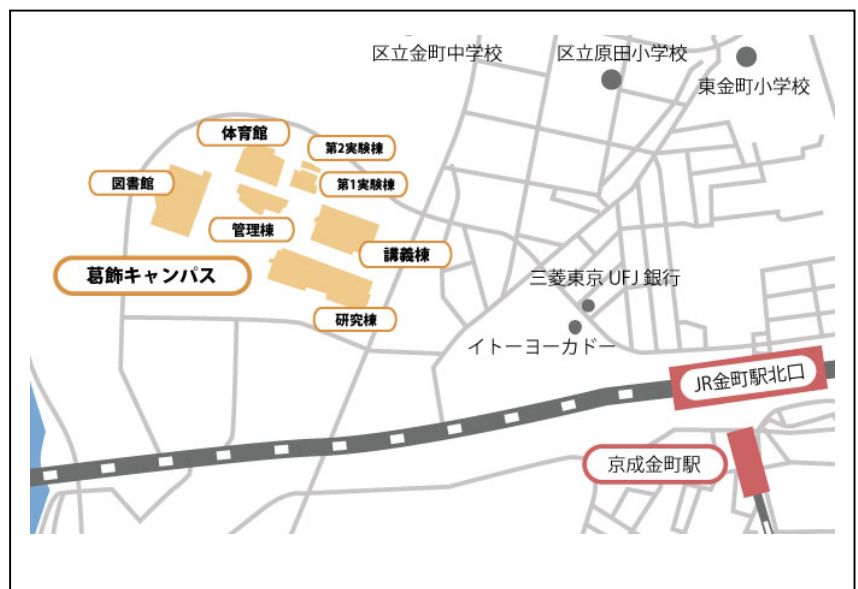 区立金町中学校
区立原田小学校
東金町小学校
体育館
第2実験棟
図書館
第1実験棟
管理棟
講義棟
葛飾キャンパス
三菱東京UFJ銀行
研究棟
イトーヨーカドー
JR金町駅北口
京成金町駅